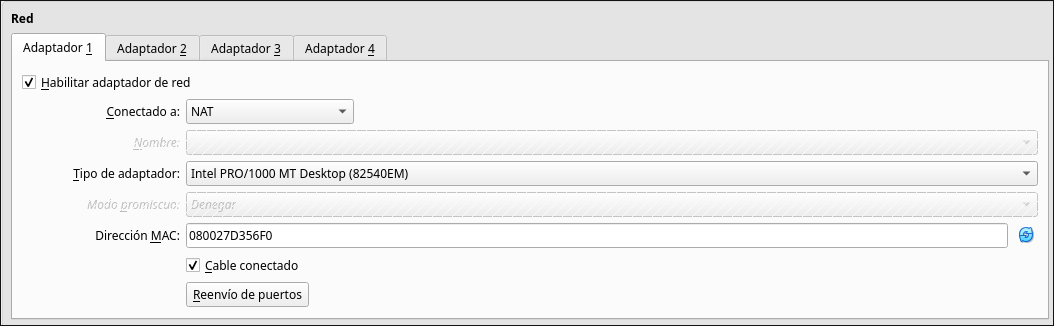 Red
Adaptador 1 Adaptador 2 Adaptador 3 Adaptador 4
Habilitar adaptador de red
Conectado a: NAT
Nombre:
Tipo de adaptador: Intel PRO/1000 MT Desktop (82540EM)
Modo promiscuo: Denegar
Dirección MAC: 080027D356F0
Cable conectado
Reenvío de puertos